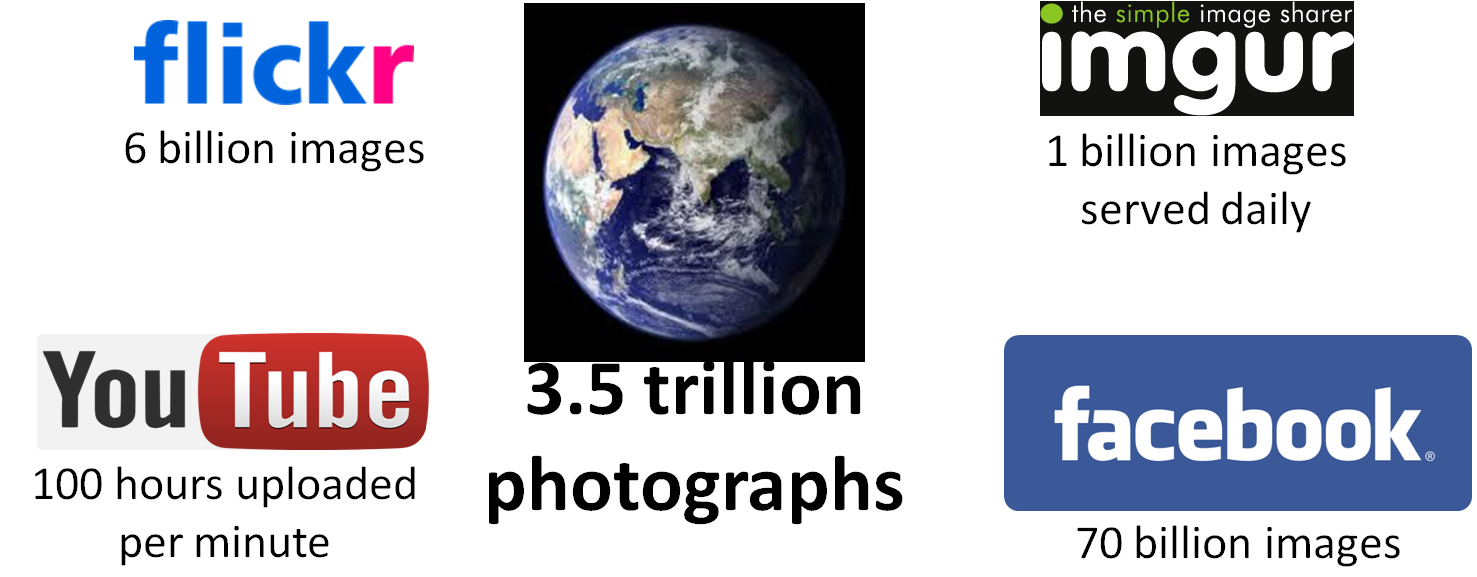 flickr
6 billion images
the simple image sharer
imgur
1 billion images
served daily
YouTube
100 hours uploaded
per minute
3.5 trillion
photographs
facebook®
70 billion images